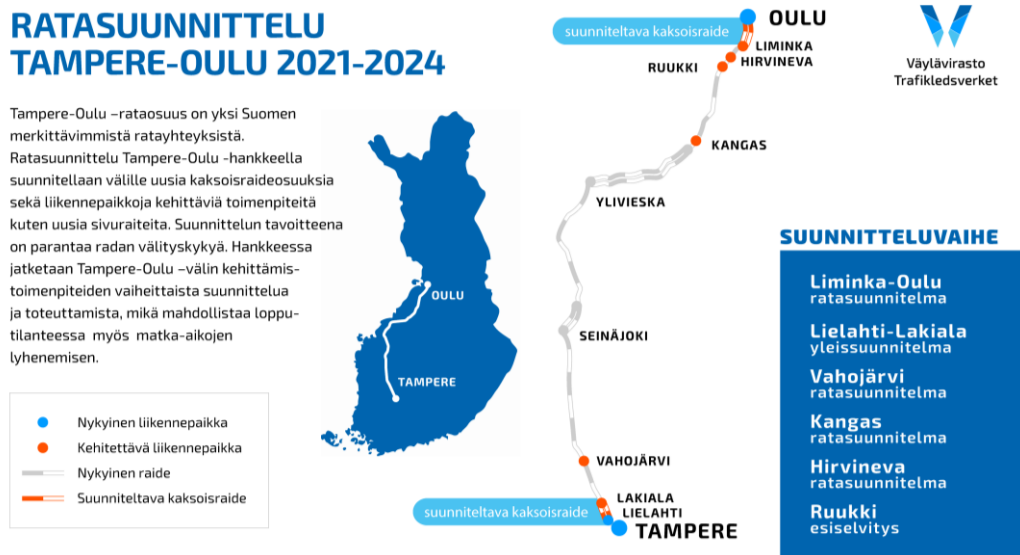 RATASUUNNITTELU
TAMPERE-OULU 2021-2024
Tampere-Oulu –rataosuus on yksi Suomen
merkittävimmistä ratayhteyksistä.
Ratasuunnittelu Tampere-Oulu -hankkeella
suunnitellaan välille uusia kaksoisraideosuuksia
sekä liikennepaikkoja kehittäviä toimenpiteitä
kuten uusia sivuraiteita. Suunnittelun tavoitteena
on parantaa radan välityskykyä. Hankkeessa
jatketaan Tampere-Oulu –välin kehittämis-
toimenpiteiden vaiheittaista suunnittelua
ja toteuttamista, mikä mahdollistaa loppu-
tilanteessa myös matka-aikojen
lyhenemisen.
Nykyinen liikennepaikka
Kehitettävä liikennepaikka
Nykyinen raide
Suunniteltava kaksoisraide
OULU
TAMPERE
suunniteltava kaksoisraide
OULU
LIMINKA
HIRVINEVA
RUUKKI
KANGAS
YLIVIESKA
SEINÄJOKI
VAHOJÄRVI
LAKIALA
LIELAHTI
suunniteltava kaksoisraide
TAMPERE
Väylävirasto
Trafikledsverket
SUUNNITTELUVAIHE
Liminka-Oulu
ratasuunnitelma
Lielahti-Lakiala
yleissuunnitelma
Vahojärvi
ratasuunnitelma
Kangas
ratasuunnitelma
Hirvineva
ratasuunnitelma
Ruukki
esiselvitys